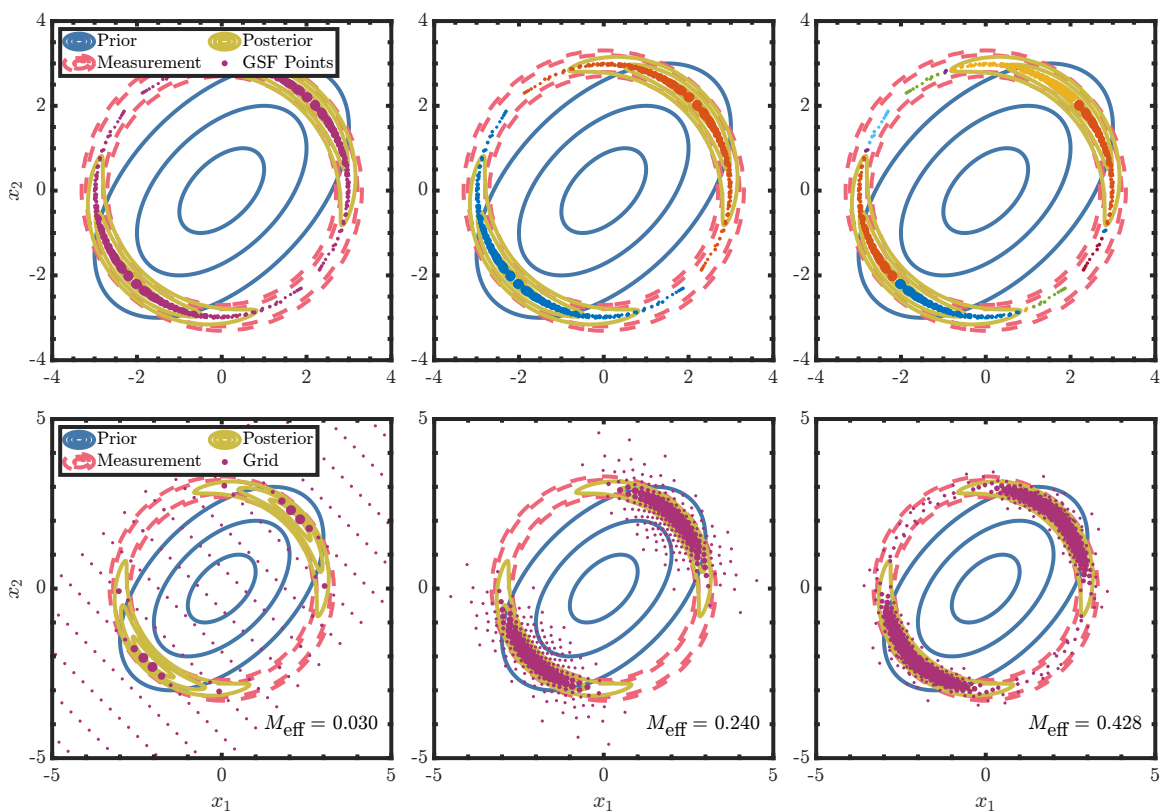 4
2
0
-2
-4
x₂
Prior Posterior
Measurement GSF Points
-4 -2 0 2 4
x₁
4
2
0
-2
-4
-4 -2 0 2 4
x₁
4
2
0
-2
-4
-4 -2 0 2 4
x₁
5
0
-5
x₂
Prior Posterior
Measurement Grid
M_eff = 0.030
-5 0 5
x₁
5
0
-5
M_eff = 0.240
-5 0 5
x₁
5
0
-5
M_eff = 0.428
-5 0 5
x₁